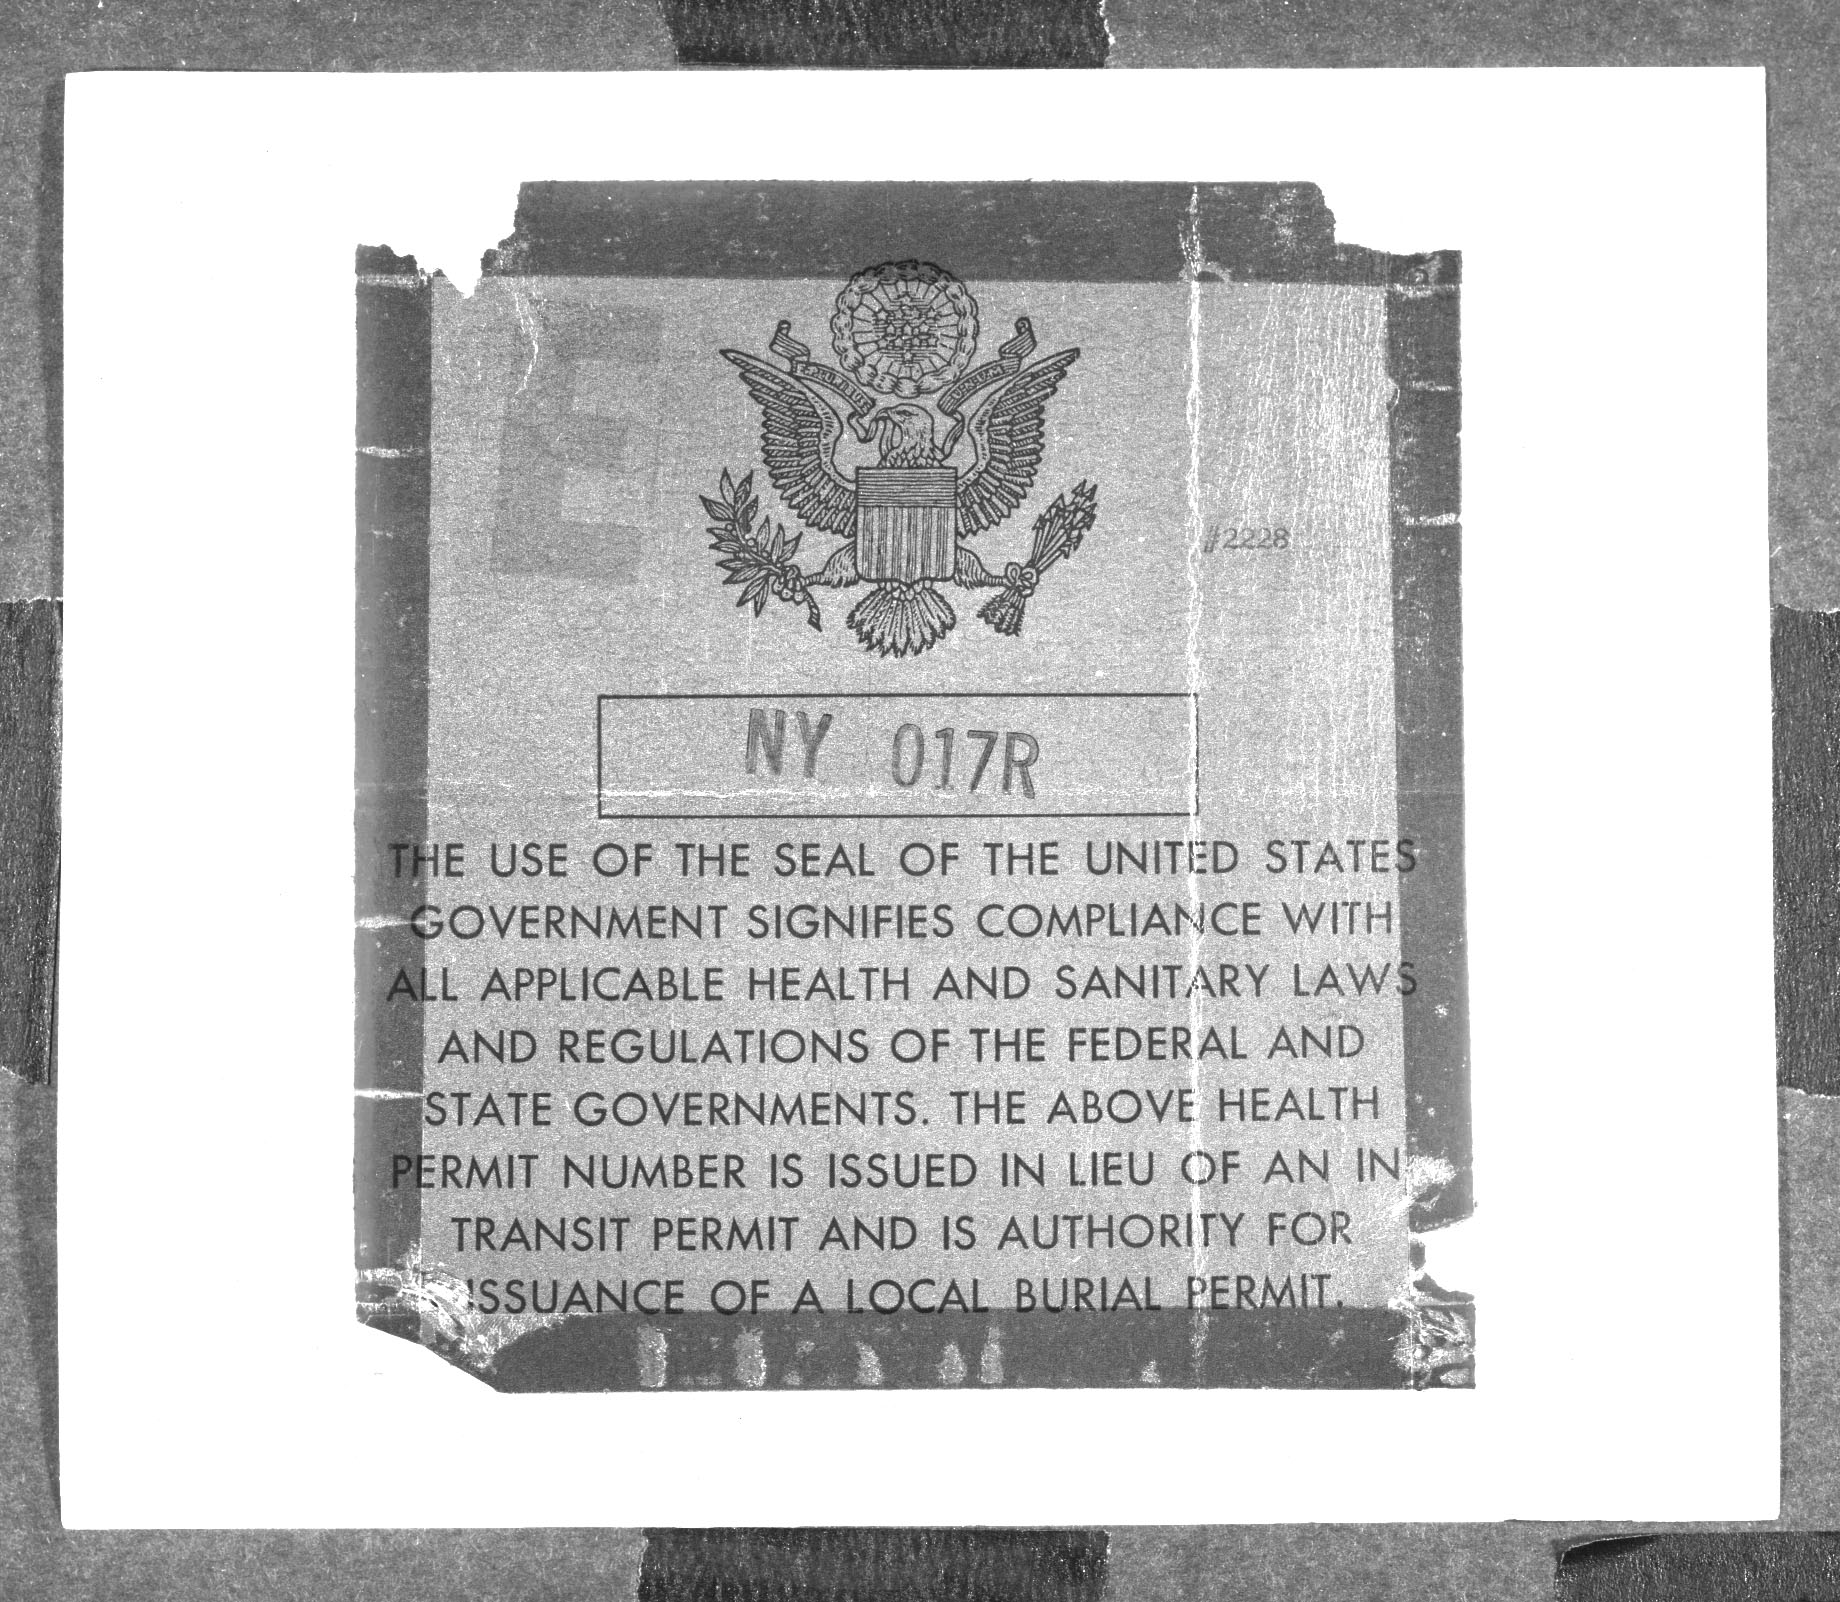 E PLURIBUS UNUM
#2228
NY 017R
THE USE OF THE SEAL OF THE UNITED STATES
GOVERNMENT SIGNIFIES COMPLIANCE WITH
ALL APPLICABLE HEALTH AND SANITARY LAWS
AND REGULATIONS OF THE FEDERAL AND
STATE GOVERNMENTS. THE ABOVE HEALTH
PERMIT NUMBER IS ISSUED IN LIEU OF AN IN
TRANSIT PERMIT AND IS AUTHORITY FOR
ISSUANCE OF A LOCAL BURIAL PERMIT.